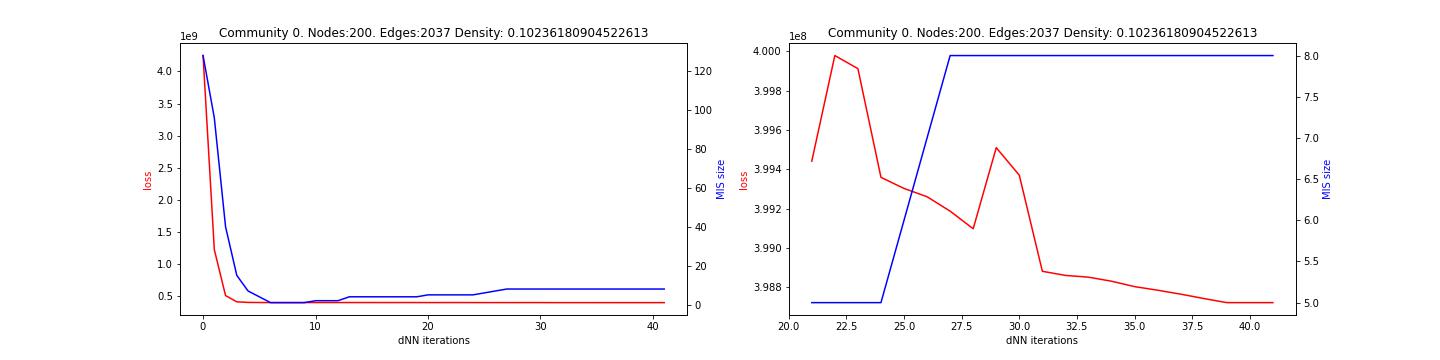 Community 0. Nodes:200. Edges:2037 Density: 0.10236180904522613
1e9
4.0
3.5
3.0
2.5
2.0
1.5
1.0
0.5
loss
120
100
80
60
40
20
0
MIS size
0 10 20 30 40
dNN iterations
Community 0. Nodes:200. Edges:2037 Density: 0.10236180904522613
1e8
4.000
3.998
3.996
3.994
3.992
3.990
3.988
loss
8.0
7.5
7.0
6.5
6.0
5.5
5.0
MIS size
20.0 22.5 25.0 27.5 30.0 32.5 35.0 37.5 40.0
dNN iterations